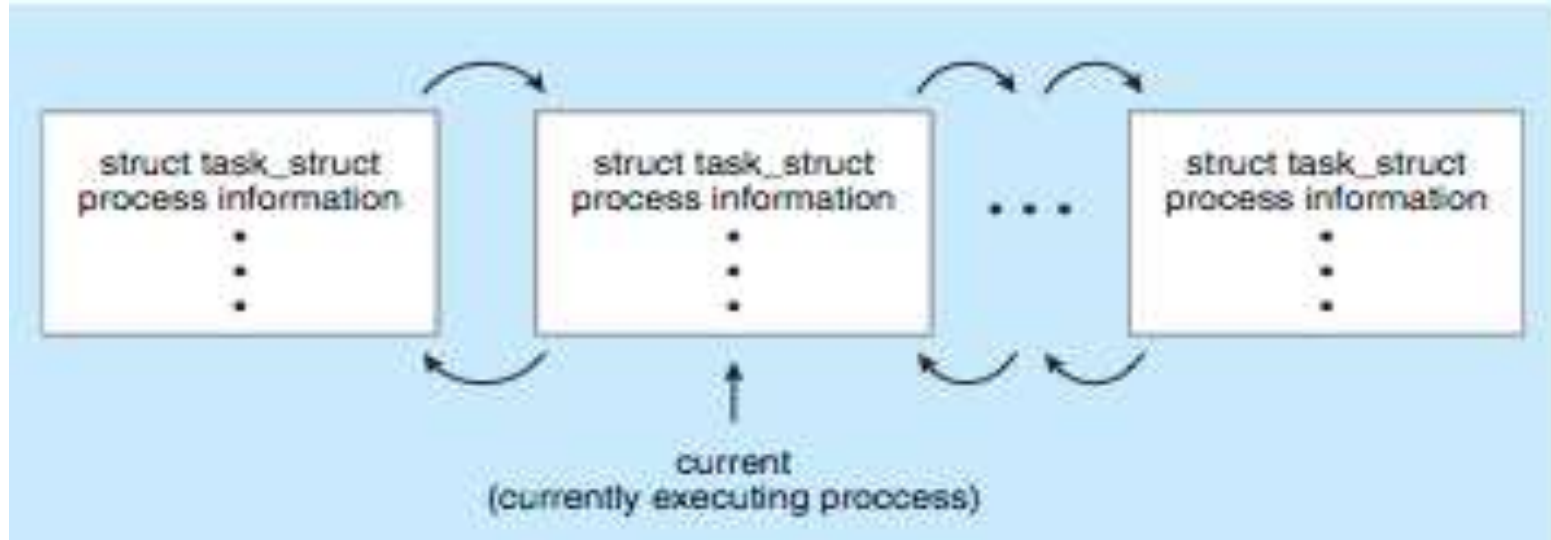 struct task_struct
process information
struct task_struct
process information
struct task_struct
process information
current
(currently executing proccess)